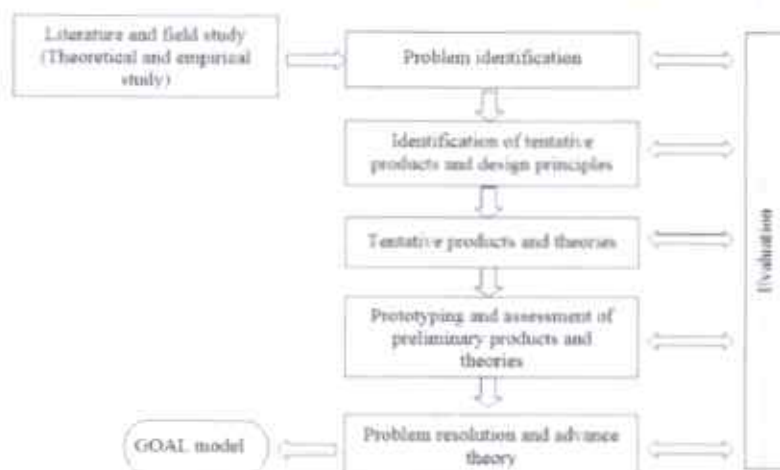 Literature and field study
(Theoretical and empirical
study)
Problem identification
Identification of tentative
products and design principles
Tentative products and theories
Prototyping and assessment of
preliminary products and
theories
Problem resolution and advance
theory
GOAL model
Evaluation